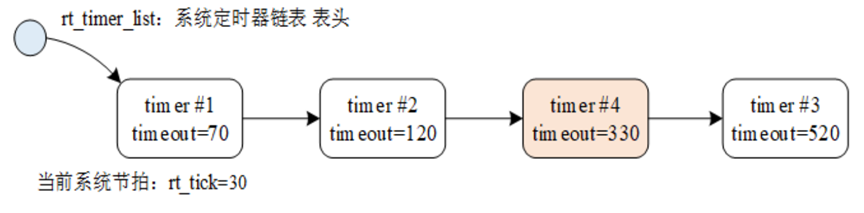 rt_timer_list：系统定时器链表 表头
timer #1
timeout=70
timer #2
timeout=120
timer #4
timeout=330
timer #3
timeout=520
当前系统节拍：rt_tick=30